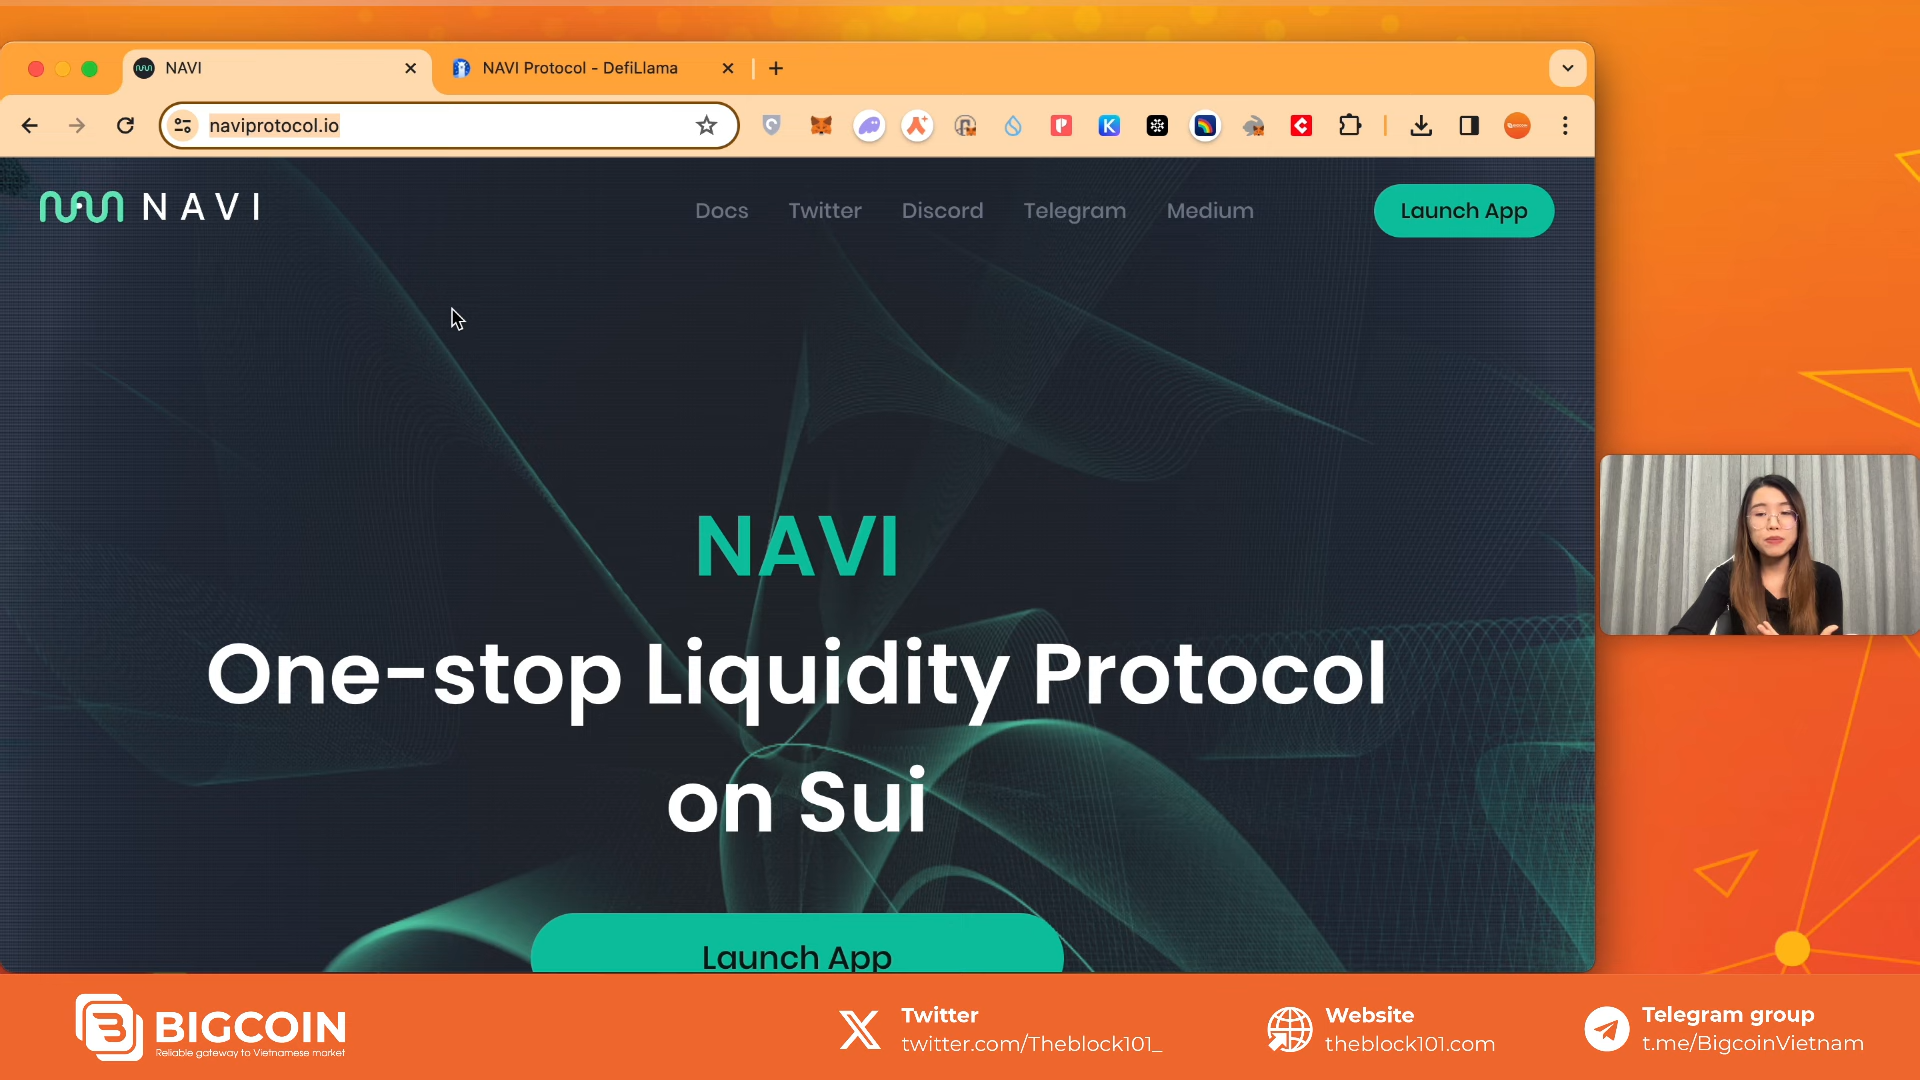 NAVI
NAVI Protocol - DefiLlama
naviprotocol.io
NAVI
Docs
Twitter
Discord
Telegram
Medium
Launch App
NAVI
One-stop Liquidity Protocol
on Sui
Launch App
BIGCOIN
Reliable gateway to Vietnamese market
Twitter
twitter.com/Theblock101_
Website
theblock101.com
Telegram group
t.me/BigcoinVietnam